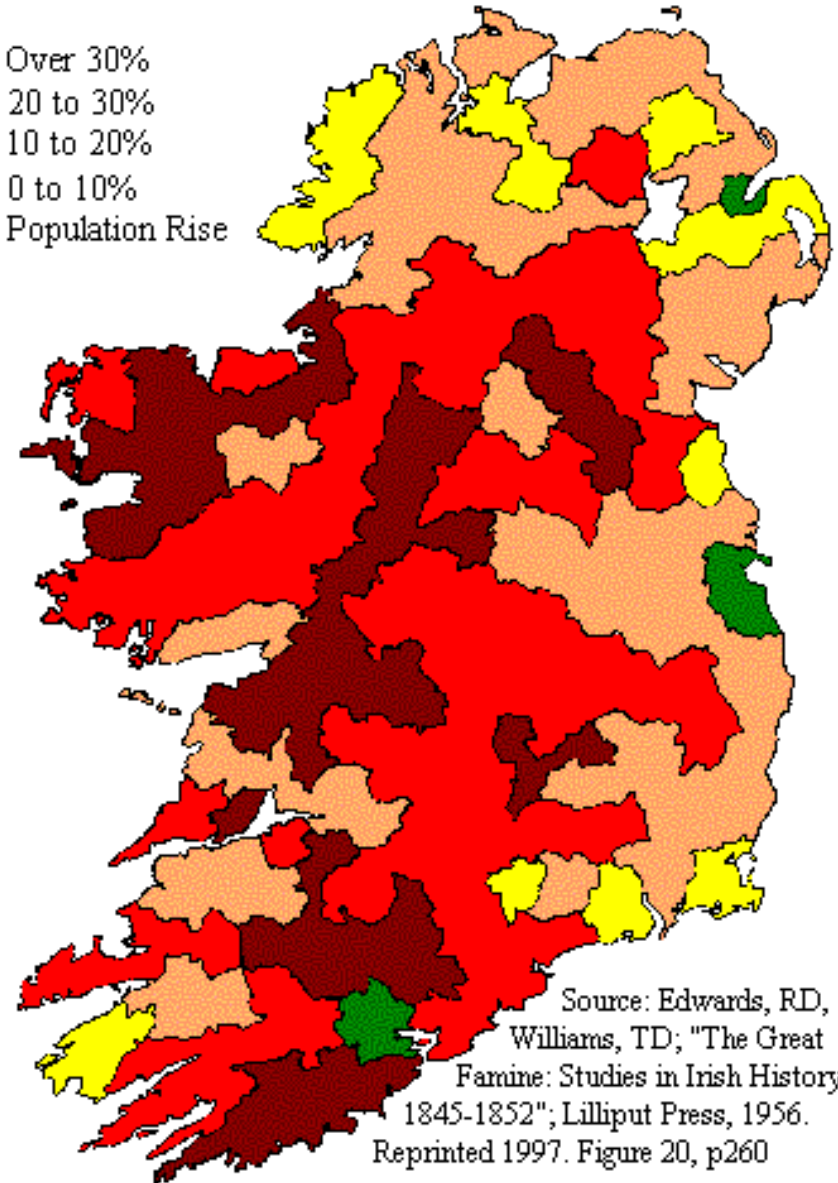 Over 30%
20 to 30%
10 to 20%
0 to 10%
Population Rise
Source: Edwards, RD,
Williams, TD; "The Great
Famine: Studies in Irish History
1845-1852"; Lilliput Press, 1956.
Reprinted 1997. Figure 20, p260